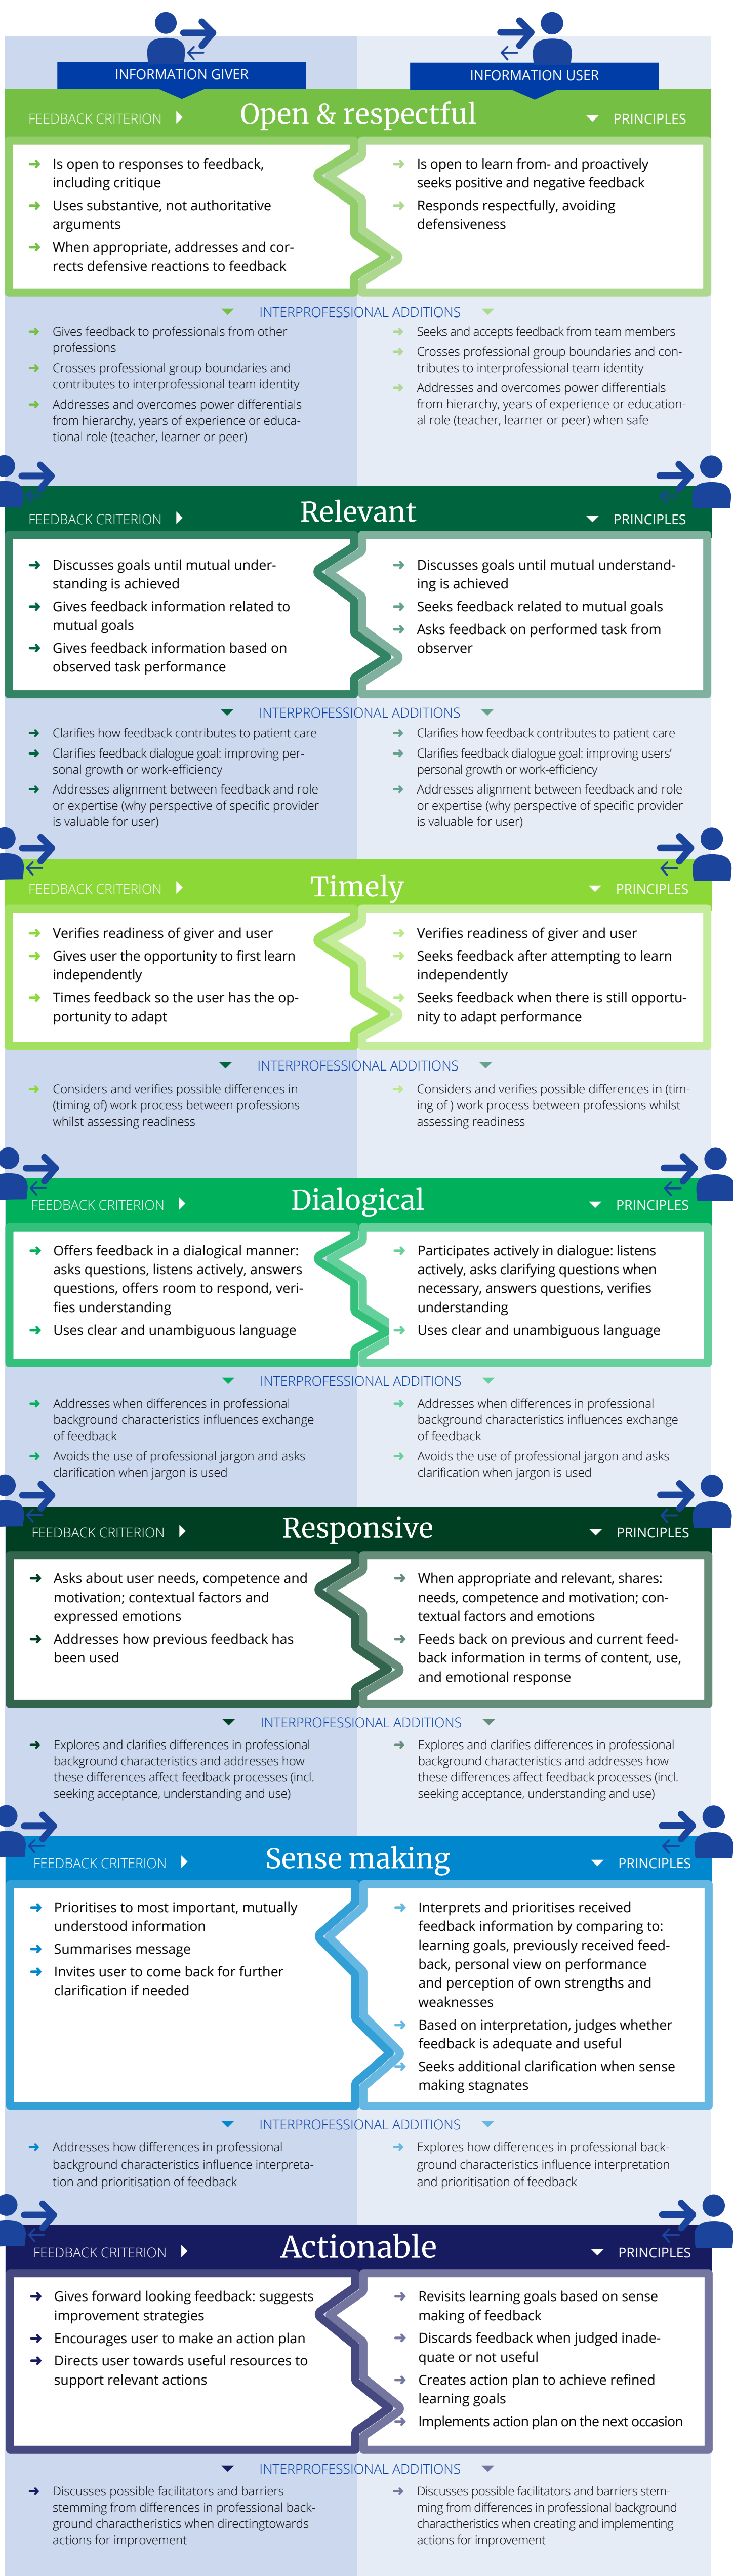 INFORMATION GIVER
INFORMATION USER
FEEDBACK CRITERION
Open & respectful
PRINCIPLES
Is open to responses to feedback,
including critique
Uses substantive, not authoritative
arguments
When appropriate, addresses and cor-
rects defensive reactions to feedback
Is open to learn from- and proactively
seeks positive and negative feedback
Responds respectfully, avoiding
defensiveness
INTERPROFESSIONAL ADDITIONS
Gives feedback to professionals from other
professions
Crosses professional group boundaries and
contributes to interprofessional team identity
Addresses and overcomes power differentials
from hierarchy, years of experience or educa-
tional role (teacher, learner or peer)
Seeks and accepts feedback from team members
Crosses professional group boundaries and con-
tributes to interprofessional team identity
Addresses and overcomes power differentials
from hierarchy, years of experience or education-
al role (teacher, learner or peer) when safe
FEEDBACK CRITERION
Relevant
PRINCIPLES
Discusses goals until mutual under-
standing is achieved
Gives feedback information related to
mutual goals
Gives feedback information based on
observed task performance
Discusses goals until mutual understand-
ing is achieved
Seeks feedback related to mutual goals
Asks feedback on performed task from
observer
INTERPROFESSIONAL ADDITIONS
Clarifies how feedback contributes to patient care
Clarifies feedback dialogue goal: improving per-
sonal growth or work-efficiency
Addresses alignment between feedback and role
or expertise (why perspective of specific provider
is valuable for user)
Clarifies how feedback contributes to patient care
Clarifies feedback dialogue goal: improving users'
personal growth or work-efficiency
Addresses alignment between feedback and role
or expertise (why perspective of specific provider
is valuable for user)
FEEDBACK CRITERION
Timely
PRINCIPLES
Verifies readiness of giver and user
Gives user the opportunity to first learn
independently
Times feedback so the user has the op-
portunity to adapt
Verifies readiness of giver and user
Seeks feedback after attempting to learn
independently
Seeks feedback when there is still opportu-
nity to adapt performance
INTERPROFESSIONAL ADDITIONS
Considers and verifies possible differences in
(timing of) work process between professions
whilst assessing readiness
Considers and verifies possible differences in (tim-
ing of ) work process between professions whilst
assessing readiness
FEEDBACK CRITERION
Dialogical
PRINCIPLES
Offers feedback in a dialogical manner:
asks questions, listens actively, answers
questions, offers room to respond, veri-
fies understanding
Uses clear and unambiguous language
Participates actively in dialogue: listens
actively, asks clarifying questions when
necessary, answers questions, verifies
understanding
Uses clear and unambiguous language
INTERPROFESSIONAL ADDITIONS
Addresses when differences in professional
background characteristics influences exchange
of feedback
Avoids the use of professional jargon and asks
clarification when jargon is used
Addresses when differences in professional
background characteristics influences exchange
of feedback
Avoids the use of professional jargon and asks
clarification when jargon is used
FEEDBACK CRITERION
Responsive
PRINCIPLES
Asks about user needs, competence and
motivation; contextual factors and
expressed emotions
Addresses how previous feedback has
been used
When appropriate and relevant, shares:
needs, competence and motivation; con-
textual factors and emotions
Feeds back on previous and current feed-
back information in terms of content, use,
and emotional response
INTERPROFESSIONAL ADDITIONS
Explores and clarifies differences in professional
background characteristics and addresses how
these differences affect feedback processes (incl.
seeking acceptance, understanding and use)
Explores and clarifies differences in professional
background characteristics and addresses how
these differences affect feedback processes (incl.
seeking acceptance, understanding and use)
FEEDBACK CRITERION
Sense making
PRINCIPLES
Prioritises to most important, mutually
understood information
Summarises message
Invites user to come back for further
clarification if needed
Interprets and prioritises received
feedback information by comparing to:
learning goals, previously received feed-
back, personal view on performance
and perception of own strengths and
weaknesses
Based on interpretation, judges whether
feedback is adequate and useful
Seeks additional clarification when sense
making stagnates
INTERPROFESSIONAL ADDITIONS
Addresses how differences in professional
background characteristics influence interpreta-
tion and prioritisation of feedback
Explores how differences in professional back-
ground characteristics influence interpretation
and prioritisation of feedback
FEEDBACK CRITERION
Actionable
PRINCIPLES
Gives forward looking feedback: suggests
improvement strategies
Encourages user to make an action plan
Directs user towards useful resources to
support relevant actions
Revisits learning goals based on sense
making of feedback
Discards feedback when judged inade-
quate or not useful
Creates action plan to achieve refined
learning goals
Implements action plan on the next occasion
INTERPROFESSIONAL ADDITIONS
Discusses possible facilitators and barriers
stemming from differences in professional back-
ground charactheristics when directingtowards
actions for improvement
Discusses possible facilitators and barriers stem-
ming from differences in professional background
charactheristics when creating and implementing
actions for improvement